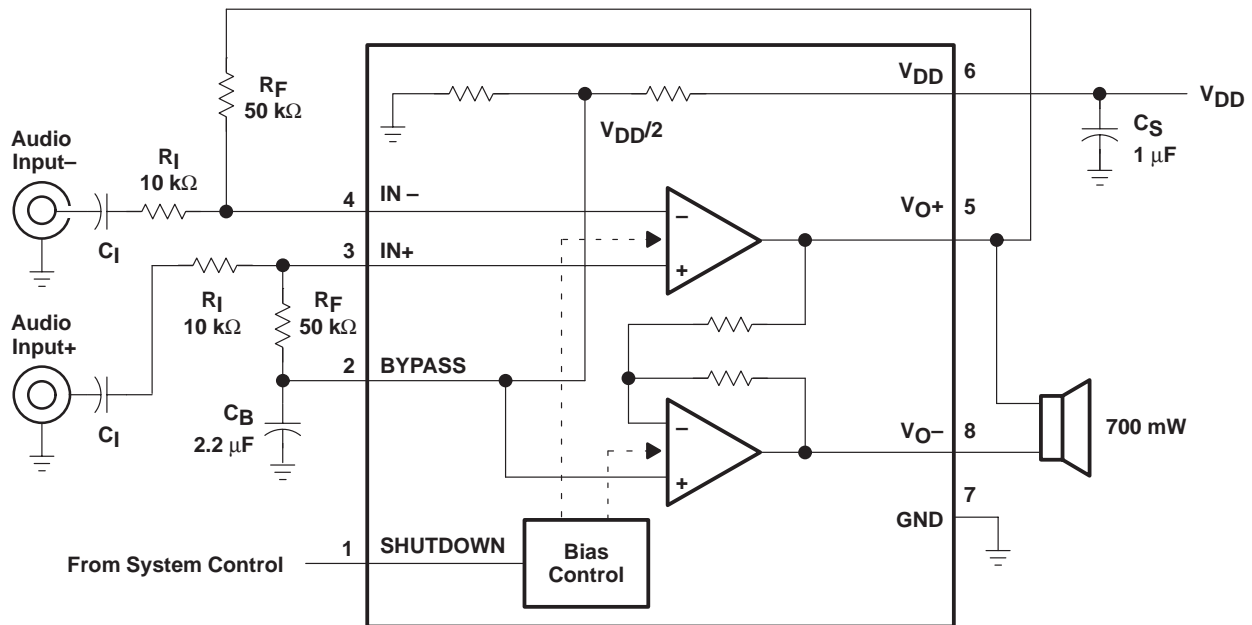 VDD
6
RF
50 kΩ
VDD
VDD/2
CS
1 μF
Audio
Input–
RI
10 kΩ
CI
4
IN –
–
+
VO+
5
3
IN+
RI
10 kΩ
RF
50 kΩ
Audio
Input+
CI
2
BYPASS
CB
2.2 μF
–
+
VO–
8
700 mW
7
GND
1
SHUTDOWN
From System Control
Bias
Control